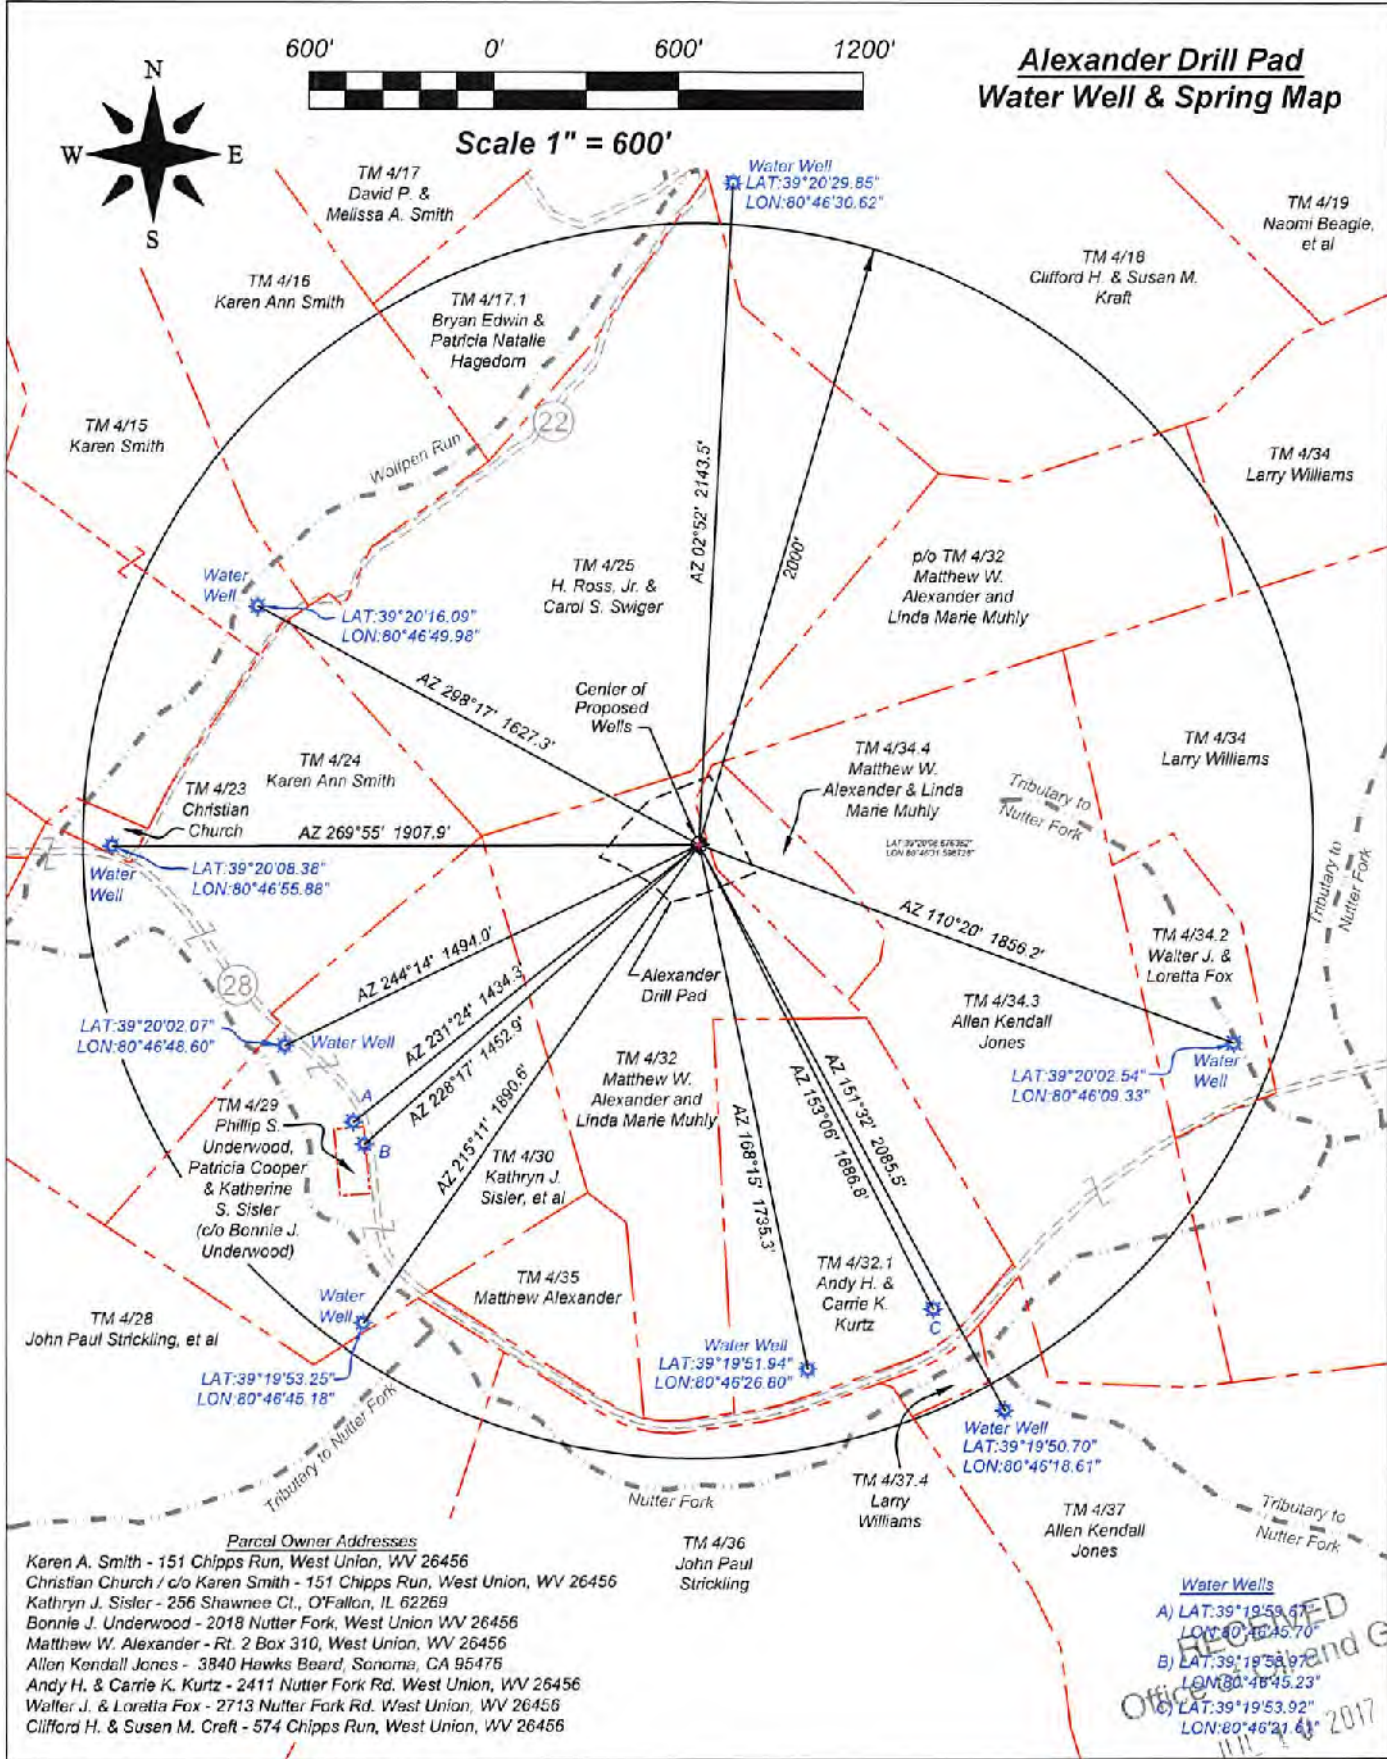 600' 0' 600' 1200'
Alexander Drill Pad
Water Well & Spring Map
N
W E
S
Scale 1" = 600'
TM 4/17
David P. &
Melissa A. Smith
Water Well
LAT:39°20'29.85"
LON:80°46'30.62"
TM 4/19
Naomi Beagle,
et al
TM 4/18
Clifford H. & Susan M.
Kraft
TM 4/16
Karen Ann Smith
TM 4/17.1
Bryan Edwin &
Patricia Natalie
Hagedorn
22
TM 4/15
Karen Smith
Wolfpen Run
TM 4/34
Larry Williams
AZ 02°52' 2143.5'
2000'
TM 4/25
H. Ross, Jr. &
Carol S. Swiger
p/o TM 4/32
Matthew W.
Alexander and
Linda Marie Muhly
Water
Well
LAT:39°20'16.09"
LON:80°46'49.98"
AZ 298°17' 1627.3'
Center of
Proposed
Wells
TM 4/24
Karen Ann Smith
TM 4/34.4
Matthew W.
Alexander & Linda
Marie Muhly
TM 4/34
Larry Williams
Tributary to
Nutter Fork
TM 4/23
Christian
Church
AZ 269°55' 1907.9'
LAT:39°20'08.38"
LON:80°46'55.88"
Water
Well
Tributary to
Nutter Fork
AZ 110°20' 1856.2'
TM 4/34.2
Walter J. &
Loretta Fox
AZ 244°14' 1494.0'
28
Alexander
Drill Pad
TM 4/34.3
Allen Kendall
Jones
LAT:39°20'02.07"
LON:80°46'48.60"
Water Well
AZ 231°24' 1434.3'
AZ 228°17' 1452.9'
AZ 215°11' 1890.6'
TM 4/32
Matthew W.
Alexander and
Linda Marie Muhly
AZ 151°32' 2085.5'
AZ 153°06' 1686.8'
AZ 168°15' 1735.3'
LAT:39°20'02.54"
LON:80°46'09.33"
Water
Well
A
B
TM 4/29
Phillip S.
Underwood,
Patricia Cooper
& Katherine
S. Sisler
(c/o Bonnie J.
Underwood)
TM 4/30
Kathryn J.
Sisler, et al
TM 4/35
Matthew Alexander
TM 4/32.1
Andy H. &
Carrie K.
Kurtz
C
Water
Well
TM 4/28
John Paul Strickling, et al
LAT:39°19'53.25"
LON:80°46'45.18"
Water Well
LAT:39°19'51.94"
LON:80°46'26.80"
Tributary to Nutter Fork
Water Well
LAT:39°19'50.70"
LON:80°46'18.61"
Nutter Fork
TM 4/37.4
Larry
Williams
TM 4/37
Allen Kendall
Jones
Tributary to
Nutter Fork
TM 4/36
John Paul
Strickling
Parcel Owner Addresses
Karen A. Smith - 151 Chipps Run, West Union, WV 26456
Christian Church / c/o Karen Smith - 151 Chipps Run, West Union, WV 26456
Kathryn J. Sisler - 256 Shawnee Ct., O'Fallon, IL 62269
Bonnie J. Underwood - 2018 Nutter Fork, West Union WV 26456
Matthew W. Alexander - Rt. 2 Box 310, West Union, WV 26456
Allen Kendall Jones - 3840 Hawks Beard, Sonoma, CA 95476
Andy H. & Carrie K. Kurtz - 2411 Nutter Fork Rd. West Union, WV 26456
Walter J. & Loretta Fox - 2713 Nutter Fork Rd. West Union, WV 26456
Clifford H. & Susan M. Craft - 574 Chipps Run, West Union, WV 26456
Water Wells
A) LAT:39°19'59.67"
LON:80°46'45.70"
B) LAT:39°19'58.97"
LON:80°46'45.23"
C) LAT:39°19'53.92"
LON:80°46'21.61"
RECEIVED
Office of Oil and G
JUL 10 2017